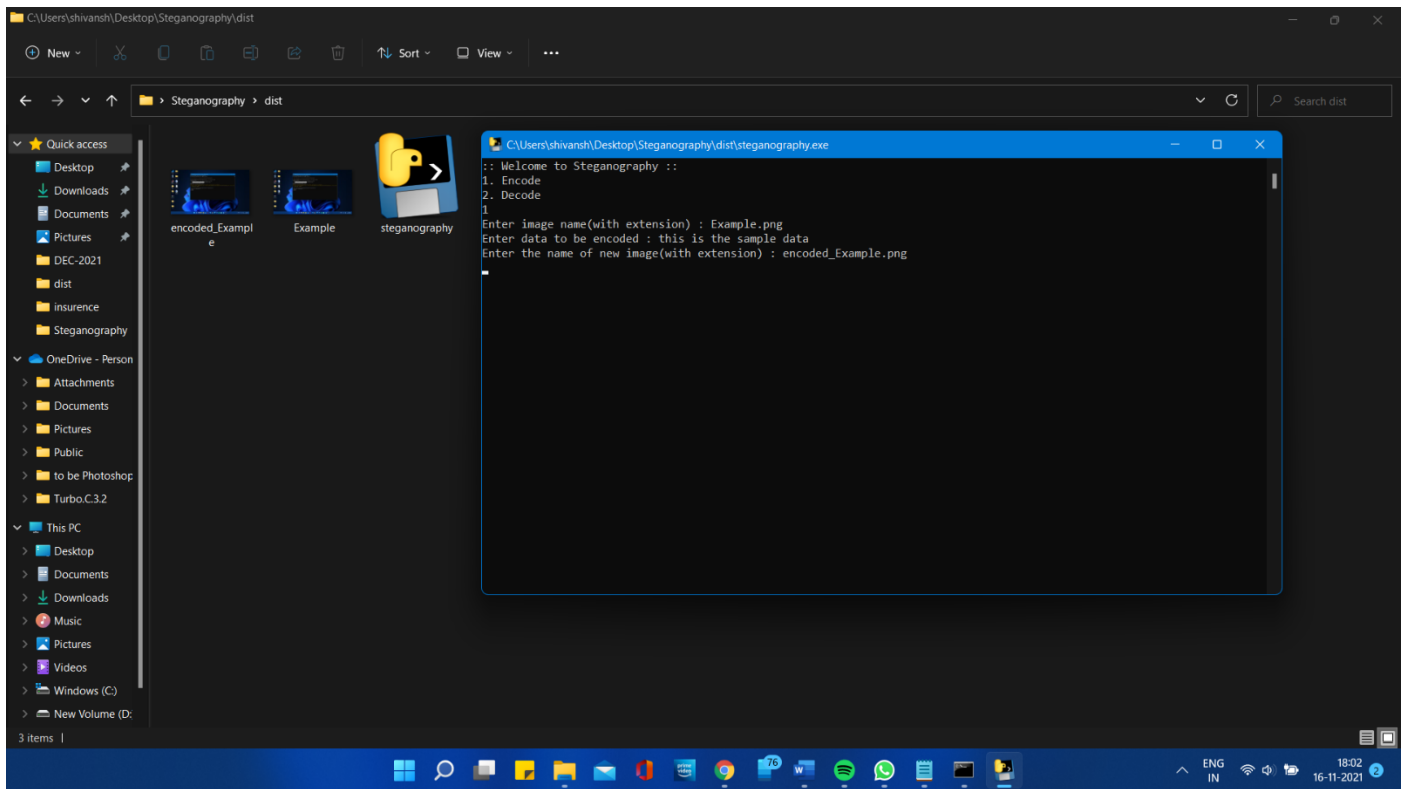 C:\Users\shivansh\Desktop\Steganography\dist
New
Sort
View
Steganography > dist
Search dist
Quick access
Desktop
Downloads
Documents
Pictures
DEC-2021
dist
insurence
Steganography
OneDrive - Person
Attachments
Documents
Pictures
Public
to be Photoshop
Turbo.C.3.2
This PC
Desktop
Documents
Downloads
Music
Pictures
Videos
Windows (C:)
New Volume (D:
encoded_Exampl
e
Example
steganography
C:\Users\shivansh\Desktop\Steganography\dist\steganography.exe
:: Welcome to Steganography ::
1. Encode
2. Decode
1
Enter image name(with extension) : Example.png
Enter data to be encoded : this is the sample data
Enter the name of new image(with extension) : encoded_Example.png
3 items
76
ENG
IN
18:02
16-11-2021
2